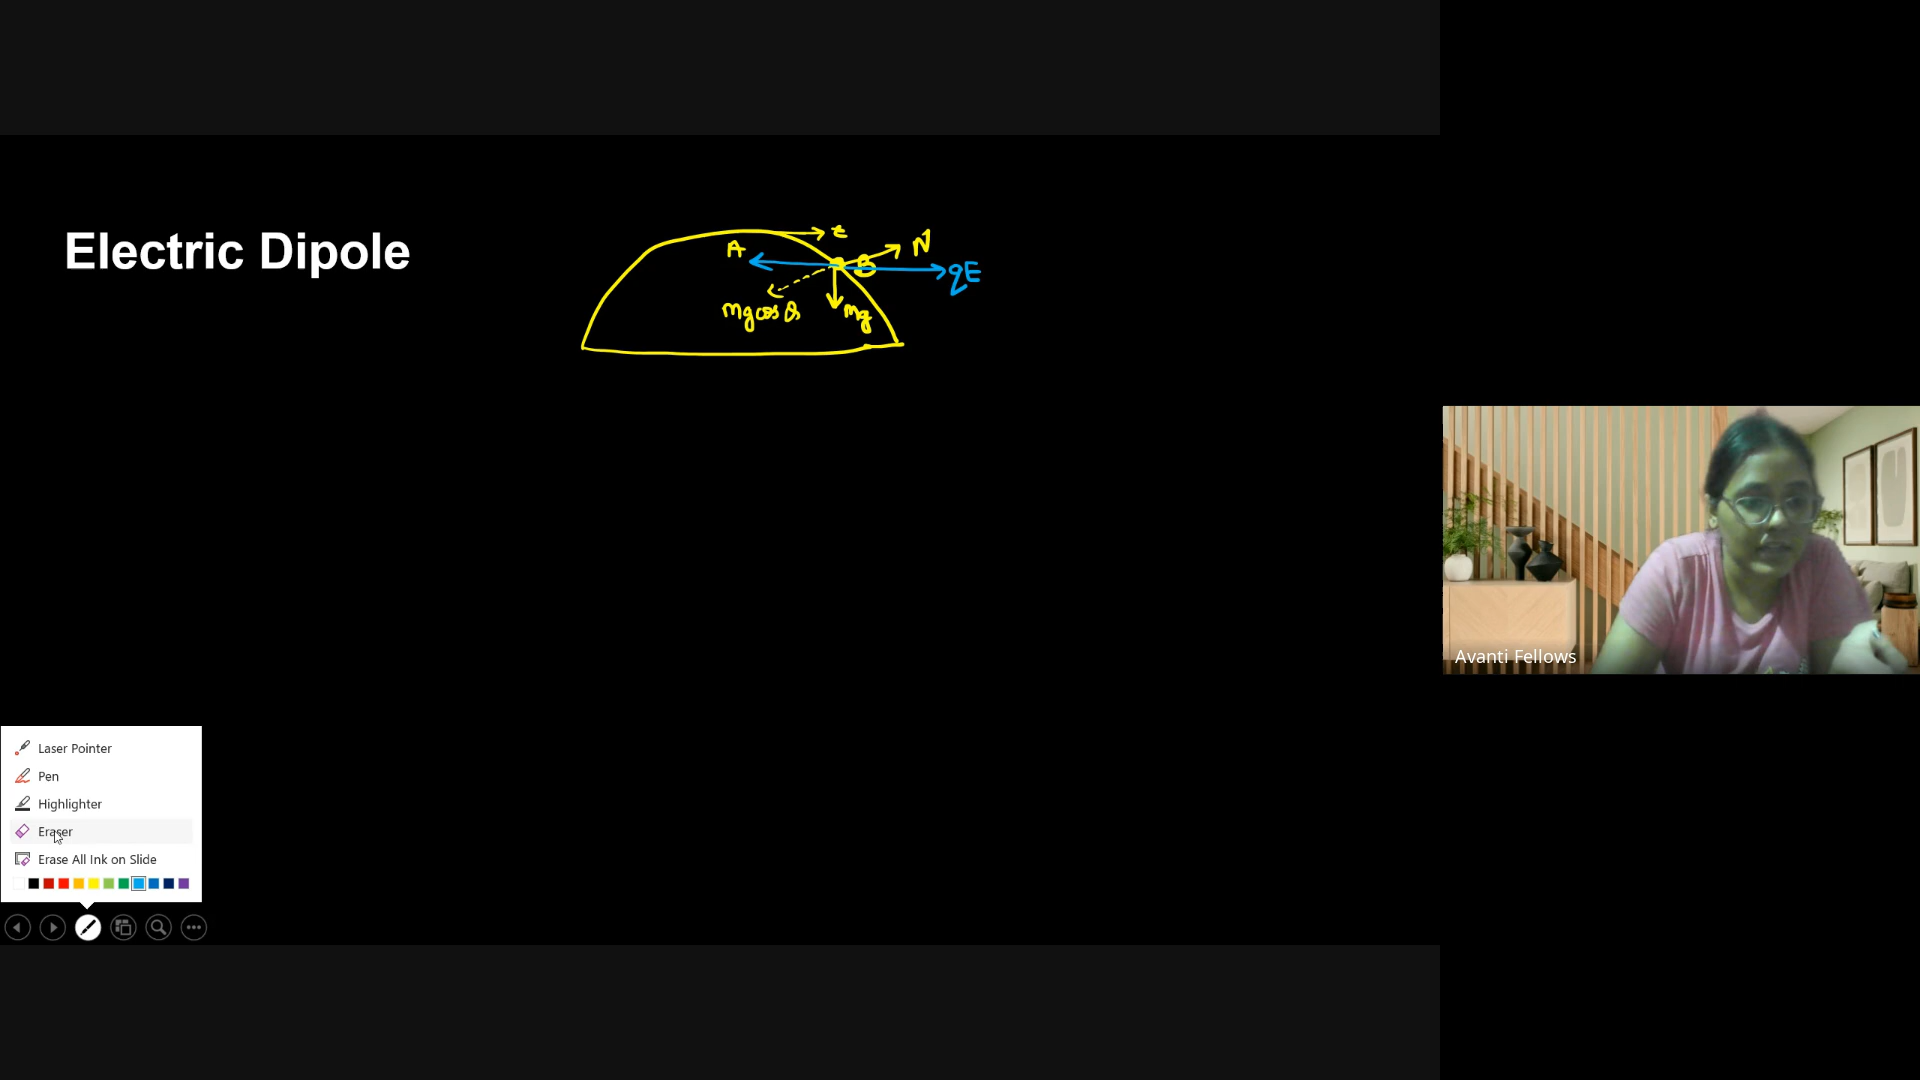 Electric Dipole
A
N
B
qE
mg cos θ
mg
Avanti Fellows
Laser Pointer
Pen
Highlighter
Eraser
Erase All Ink on Slide